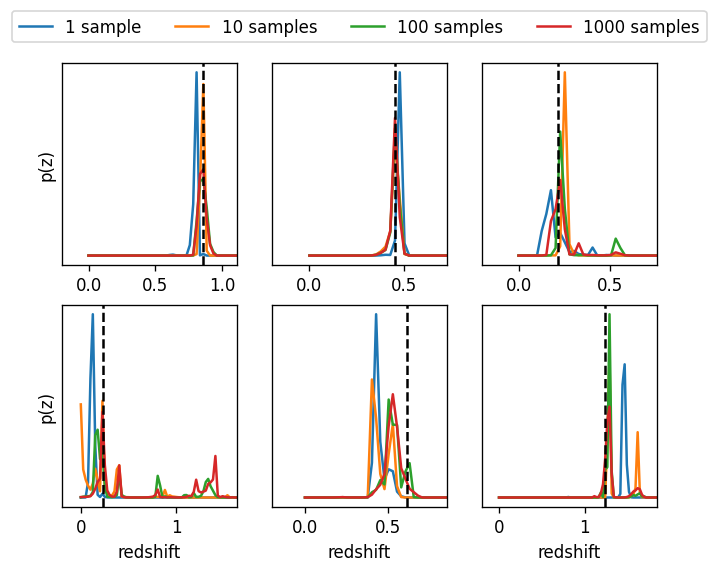 1 sample 10 samples 100 samples 1000 samples
p(z)
0.0 0.5 1.0 0.0 0.5 0.0 0.5
p(z)
0 1 0.0 0.5 0 1
redshift redshift redshift